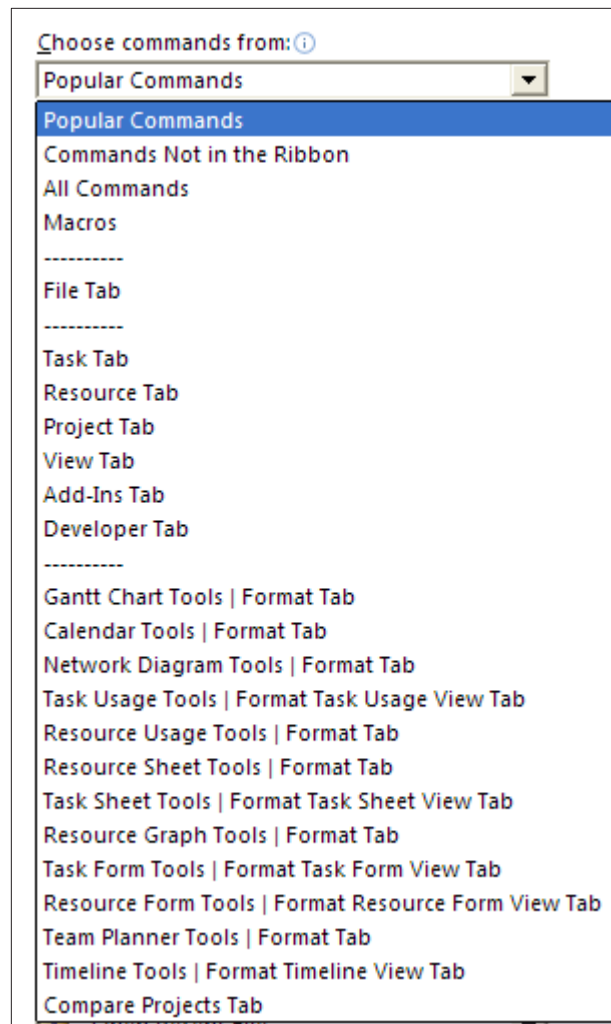 Choose commands from:
Popular Commands
Popular Commands
Commands Not in the Ribbon
All Commands
Macros
----------
File Tab
----------
Task Tab
Resource Tab
Project Tab
View Tab
Add-Ins Tab
Developer Tab
----------
Gantt Chart Tools | Format Tab
Calendar Tools | Format Tab
Network Diagram Tools | Format Tab
Task Usage Tools | Format Task Usage View Tab
Resource Usage Tools | Format Tab
Resource Sheet Tools | Format Tab
Task Sheet Tools | Format Task Sheet View Tab
Resource Graph Tools | Format Tab
Task Form Tools | Format Task Form View Tab
Resource Form Tools | Format Resource Form View Tab
Team Planner Tools | Format Tab
Timeline Tools | Format Timeline View Tab
Compare Projects Tab